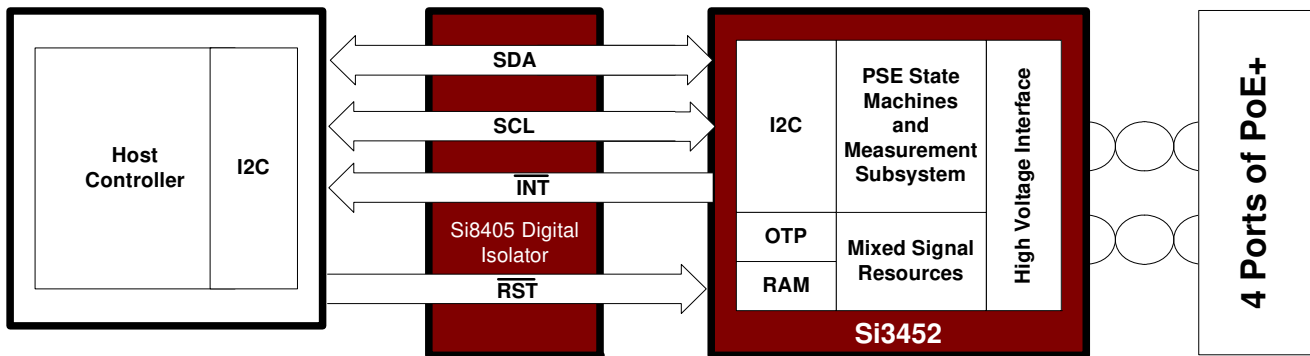 Host
Controller
I2C
SDA
SCL
INT
Si8405 Digital
Isolator
RST
I2C
PSE State
Machines
and
Measurement
Subsystem
OTP
RAM
Mixed Signal
Resources
High Voltage Interface
Si3452
4 Ports of PoE+